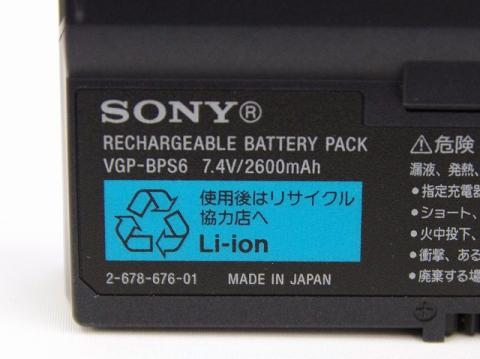 SONY®
RECHARGEABLE BATTERY PACK
VGP-BPS6 7.4V/2600mAh
使用後はリサイクル
協力店へ
Li-ion
2-678-676-01 MADE IN JAPAN
⚠危険
漏液、発熱、
•指定充電器
•ショート、
•火中投下、
•衝撃、ある
•廃棄する場